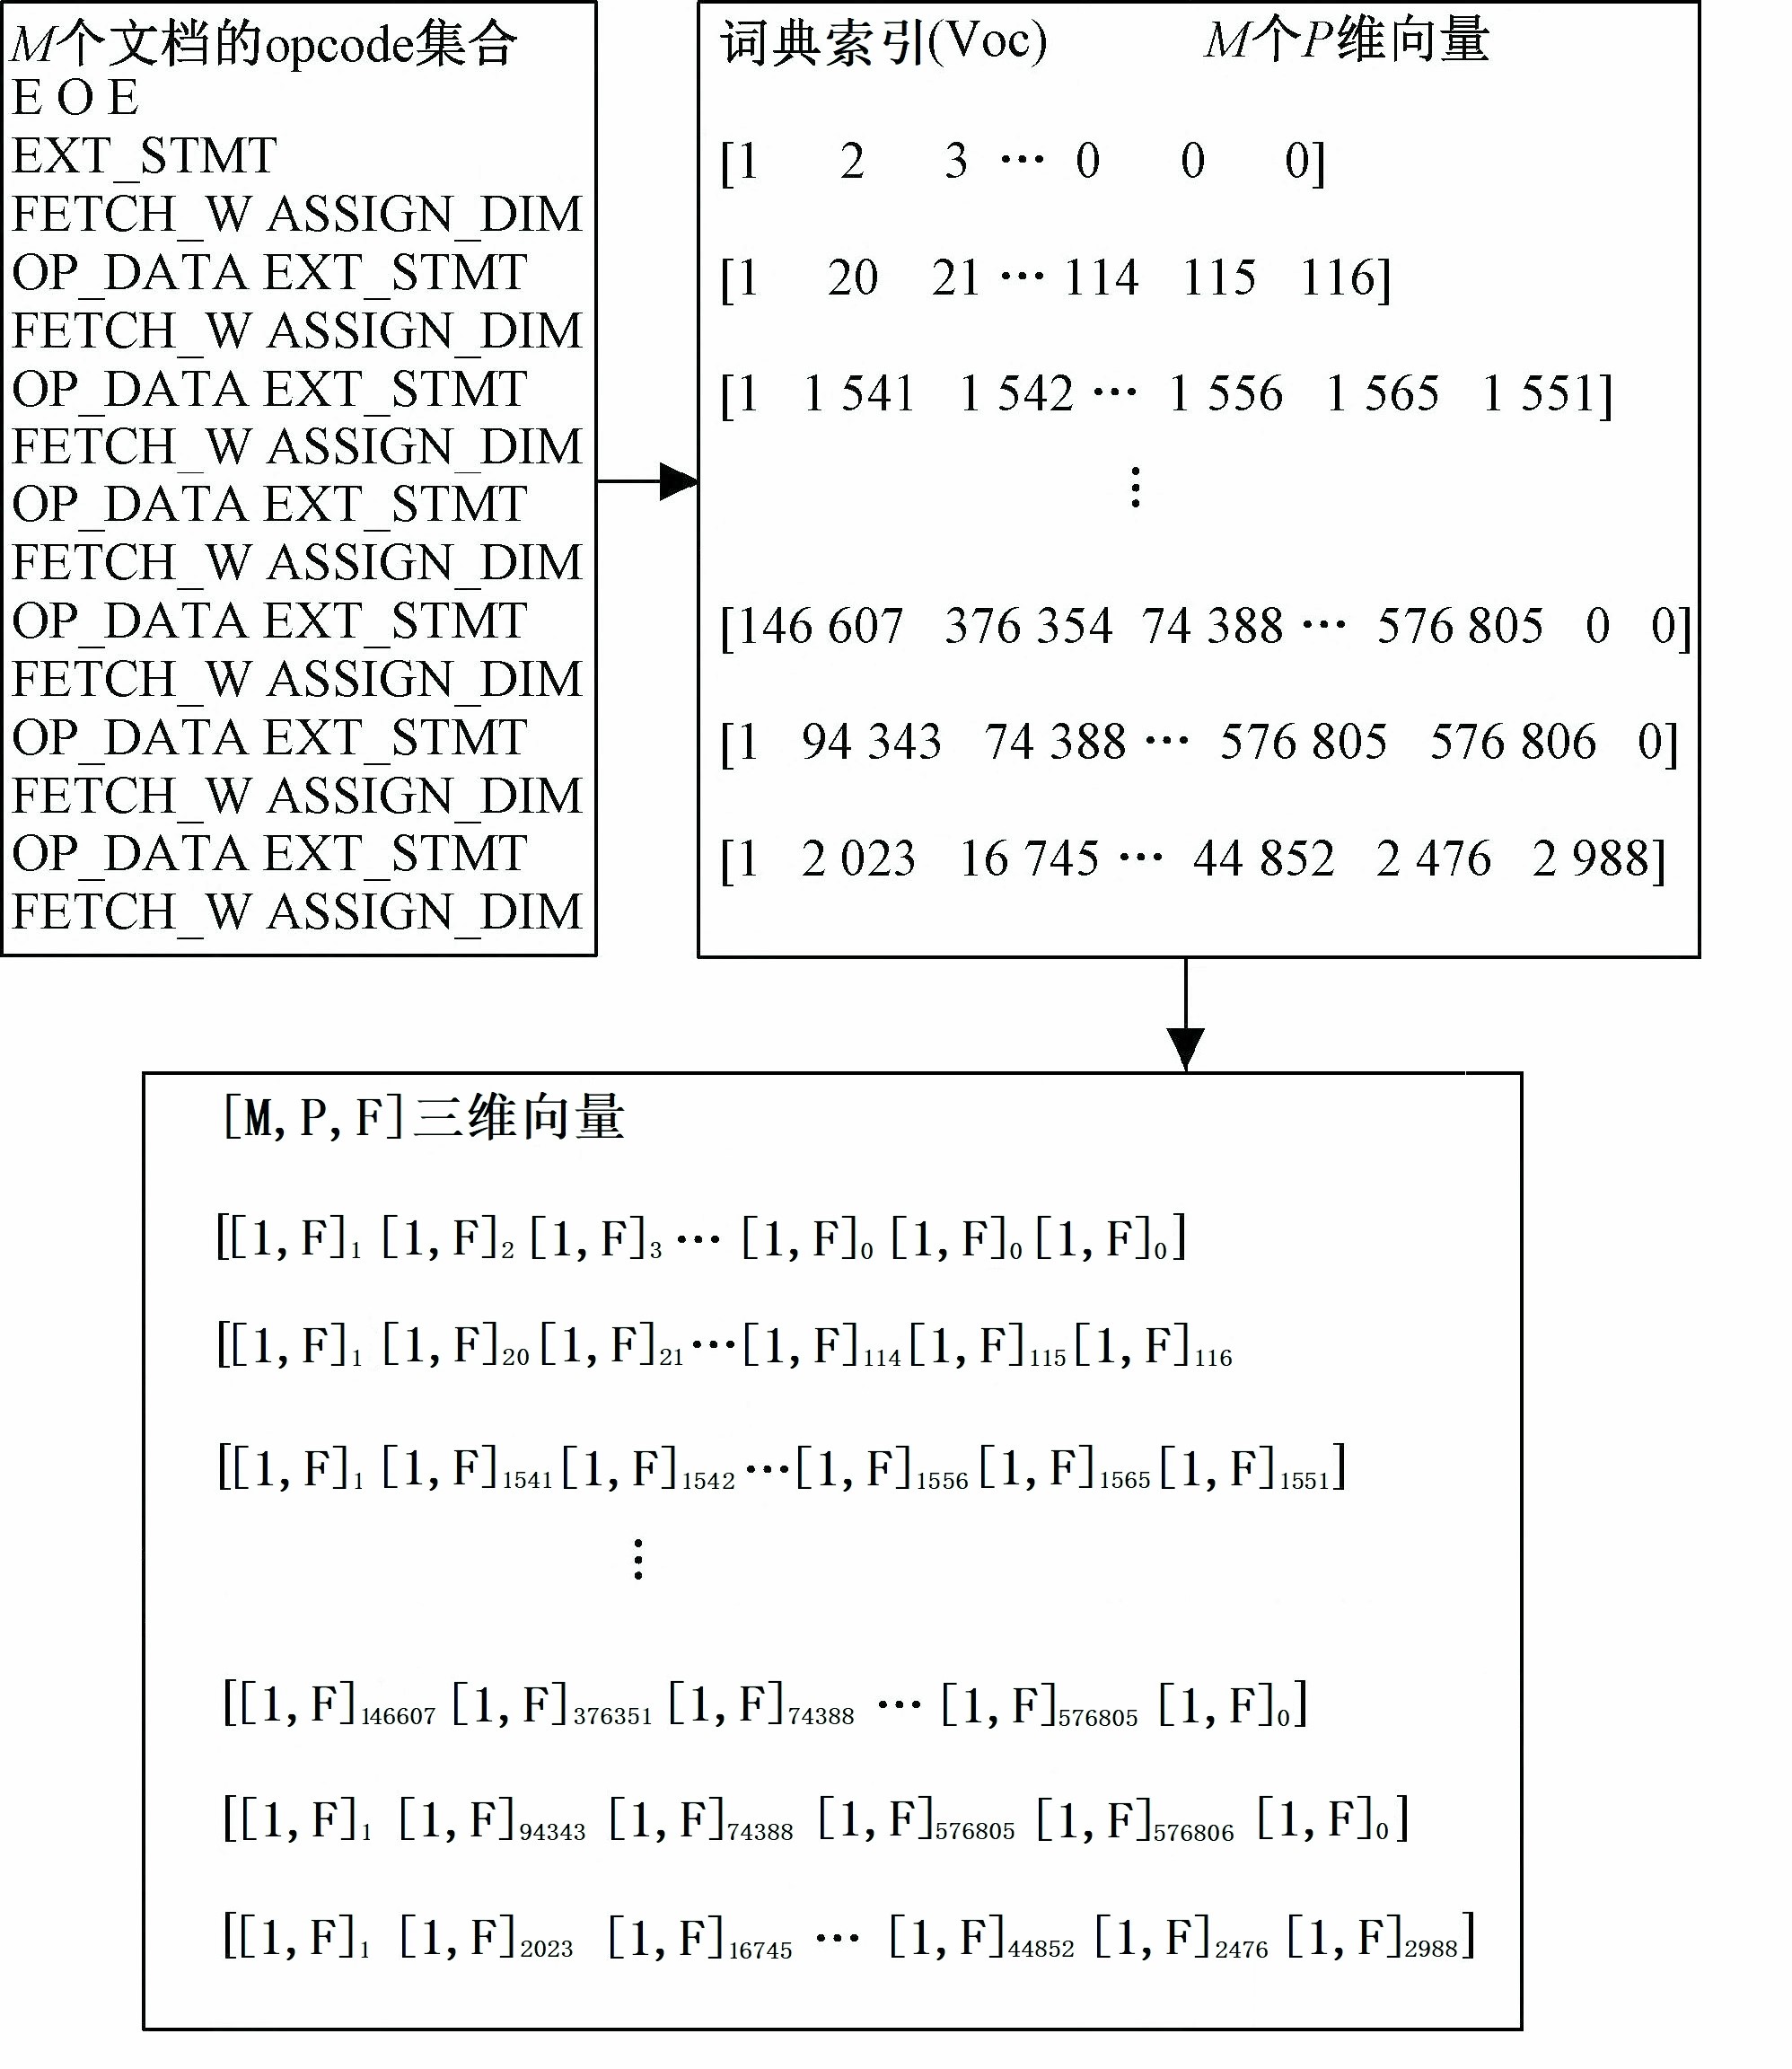 M个文档的opcode集合
E O E
EXT_STMT
FETCH_W ASSIGN_DIM
OP_DATA EXT_STMT
FETCH_W ASSIGN_DIM
OP_DATA EXT_STMT
FETCH_W ASSIGN_DIM
OP_DATA EXT_STMT
FETCH_W ASSIGN_DIM
OP_DATA EXT_STMT
FETCH_W ASSIGN_DIM
OP_DATA EXT_STMT
FETCH_W ASSIGN_DIM
OP_DATA EXT_STMT
FETCH_W ASSIGN_DIM
词典索引(Voc) M个P维向量
[1 2 3 ⋯ 0 0 0]
[1 20 21 ⋯ 114 115 116]
[1 1 541 1 542 ⋯ 1 556 1 565 1 551]
⋮
[146 607 376 354 74 388 ⋯ 576 805 0 0]
[1 94 343 74 388 ⋯ 576 805 576 806 0]
[1 2 023 16 745 ⋯ 44 852 2 476 2 988]
[M,P,F]三维向量
[[1,F]₁ [1,F]₂ [1,F]₃ ⋯ [1,F]₀ [1,F]₀ [1,F]₀]
[[1,F]₁ [1,F]₂₀ [1,F]₂₁ ⋯ [1,F]₁₁₄ [1,F]₁₁₅ [1,F]₁₁₆
[[1,F]₁ [1,F]₁₅₄₁ [1,F]₁₅₄₂ ⋯ [1,F]₁₅₅₆ [1,F]₁₅₆₅ [1,F]₁₅₅₁]
⋮
[[1,F]₁₄₆₆₀₇ [1,F]₃₇₆₃₅₁ [1,F]₇₄₃₈₈ ⋯ [1,F]₅₇₆₈₀₅ [1,F]₀]
[[1,F]₁ [1,F]₉₄₃₄₃ [1,F]₇₄₃₈₈ [1,F]₅₇₆₈₀₅ [1,F]₅₇₆₈₀₆ [1,F]₀]
[[1,F]₁ [1,F]₂₀₂₃ [1,F]₁₆₇₄₅ ⋯ [1,F]₄₄₈₅₂ [1,F]₂₄₇₆ [1,F]₂₉₈₈]